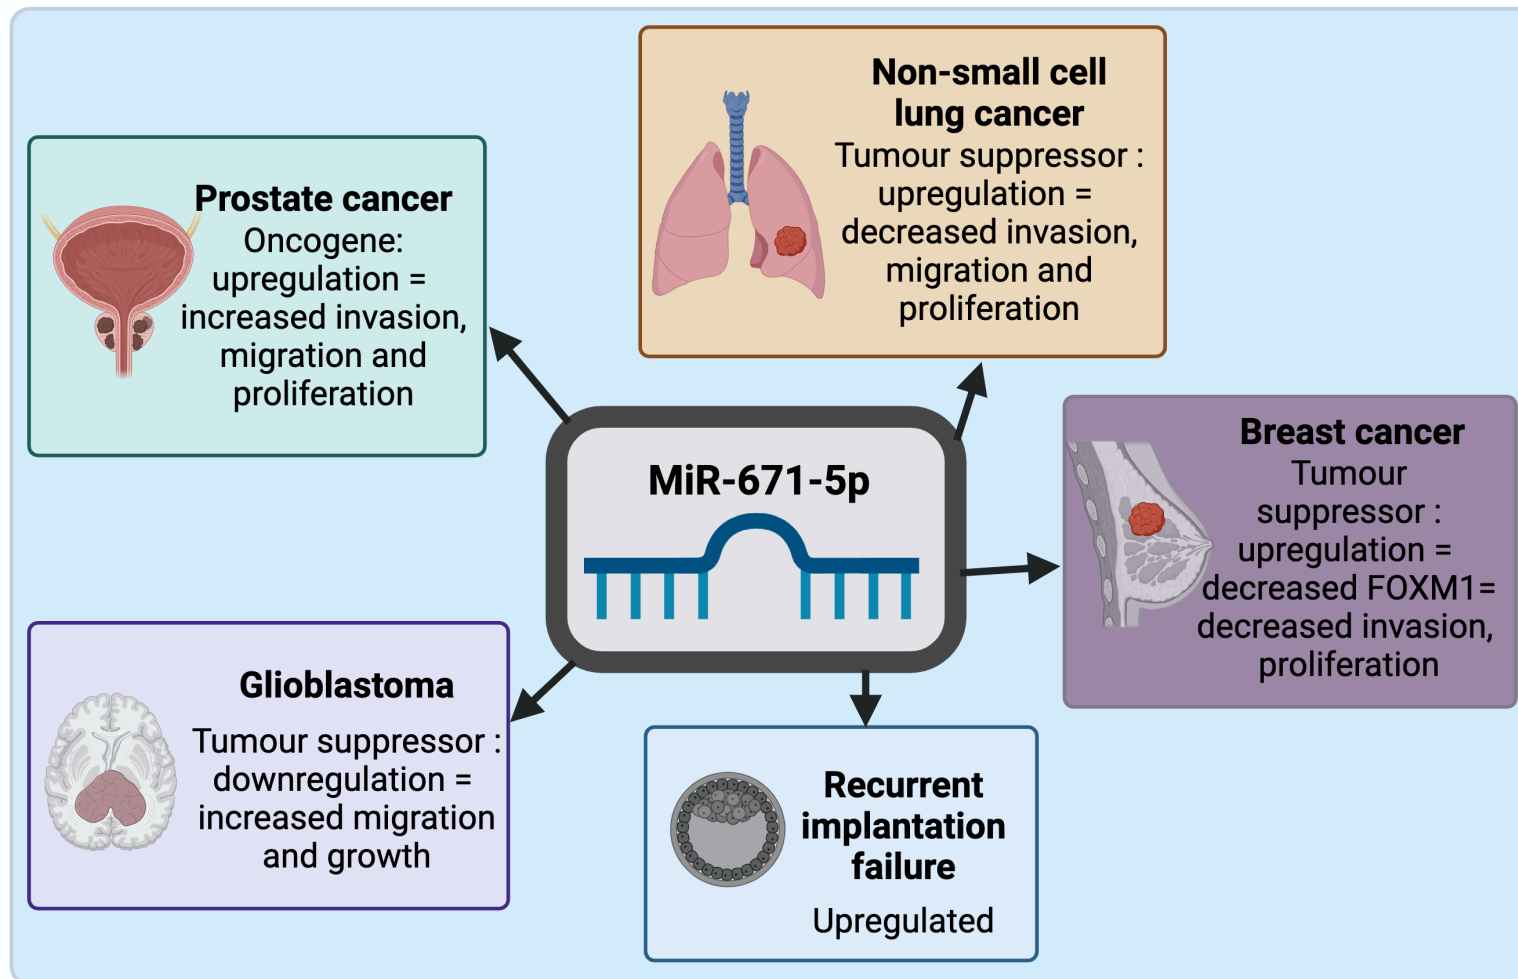 Non-small cell
lung cancer
Tumour suppressor :
upregulation =
decreased invasion,
migration and
proliferation
Prostate cancer
Oncogene:
upregulation =
increased invasion,
migration and
proliferation
MiR-671-5p
Breast cancer
Tumour
suppressor :
upregulation =
decreased FOXM1=
decreased invasion,
proliferation
Glioblastoma
Tumour suppressor :
downregulation =
increased migration
and growth
Recurrent
implantation
failure
Upregulated